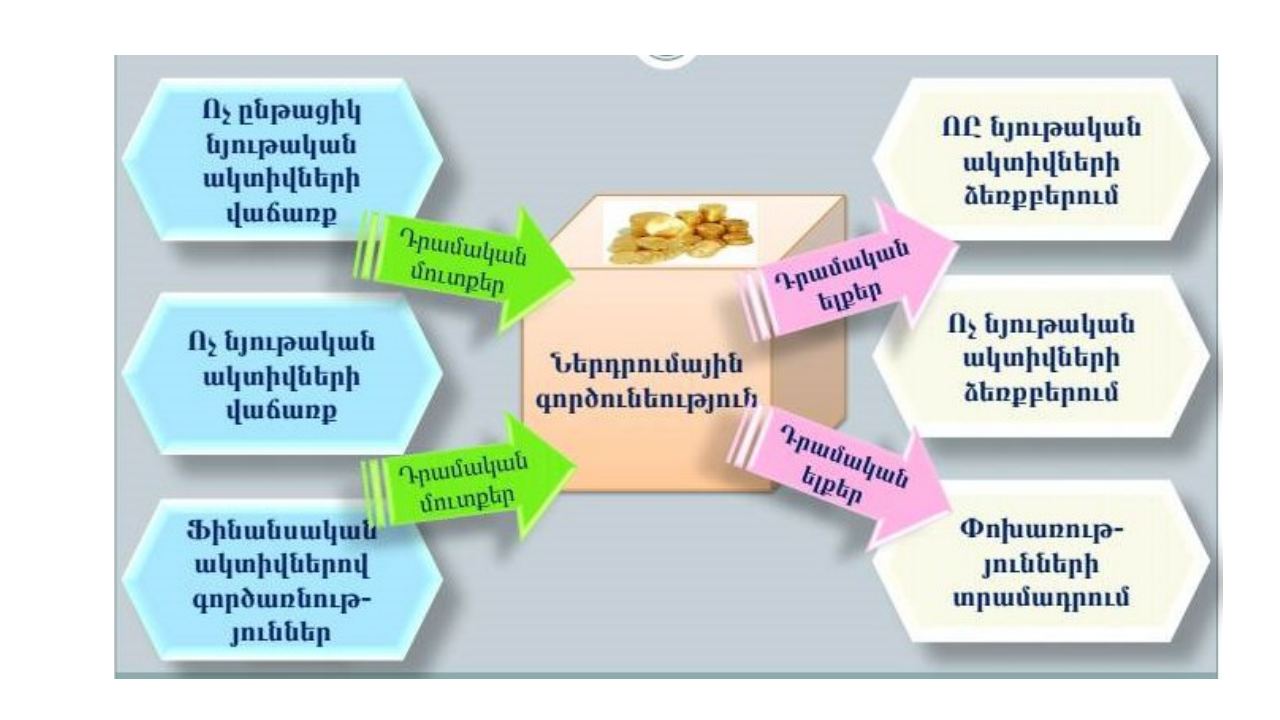 Ոչ ընթացիկ
նյութական
ակտիվների
վաճառք
Ոչ նյութական
ակտիվների
վաճառք
Ֆինանսական
ակտիվներով
գործառնութ-
յուններ
Դրամական
մուտքեր
Դրամական
մուտքեր
Ներդրումային
գործունեություն
Դրամական
ելքեր
Դրամական
ելքեր
ՈԸ նյութական
ակտիվների
ձեռքբերում
Ոչ նյութական
ակտիվների
ձեռքբերում
Փոխառութ-
յունների
տրամադրում